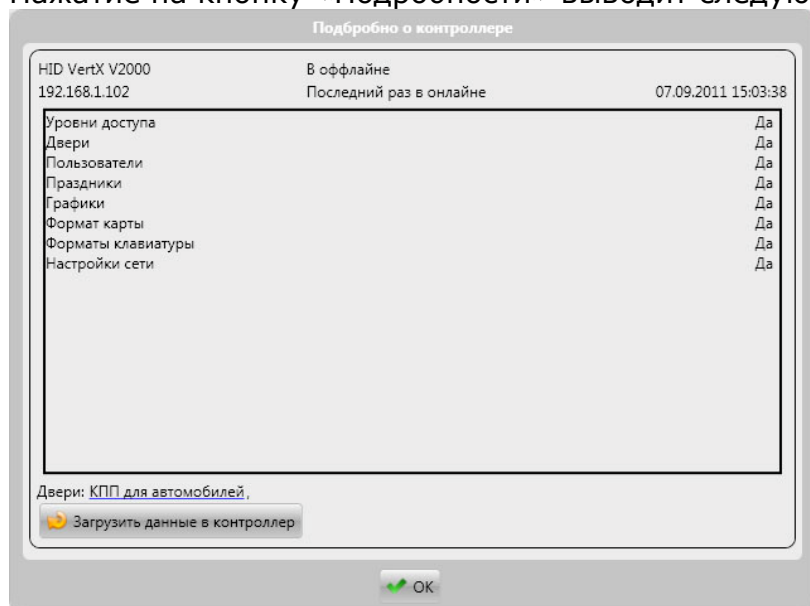 Нажатие на кнопку «Подробности» выводит следую
Подбробно о контроллере
HID VertX V2000 В оффлайне
192.168.1.102 Последний раз в онлайне 07.09.2011 15:03:38
Уровни доступа Да
Двери Да
Пользователи Да
Праздники Да
Графики Да
Формат карты Да
Форматы клавиатуры Да
Настройки сети Да
Двери: КПП для автомобилей,
Загрузить данные в контроллер
OK